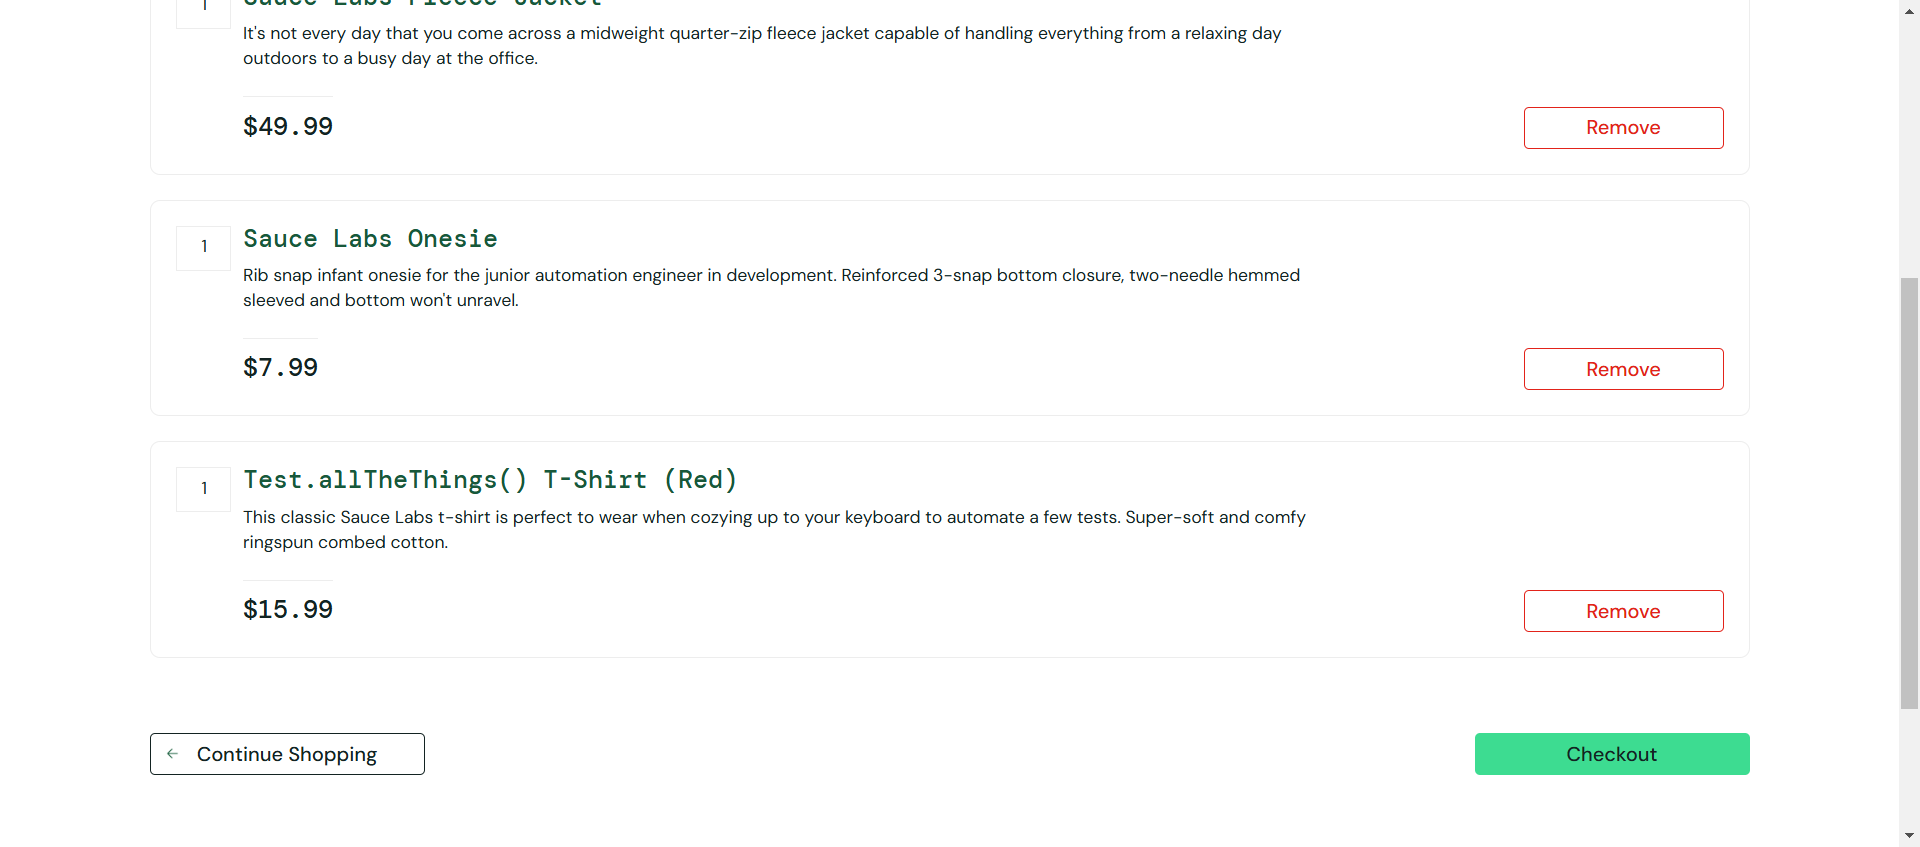 1
Sauce Labs Fleece Jacket
It's not every day that you come across a midweight quarter-zip fleece jacket capable of handling everything from a relaxing day
outdoors to a busy day at the office.
$49.99
Remove
1
Sauce Labs Onesie
Rib snap infant onesie for the junior automation engineer in development. Reinforced 3-snap bottom closure, two-needle hemmed
sleeved and bottom won't unravel.
$7.99
Remove
1
Test.allTheThings() T-Shirt (Red)
This classic Sauce Labs t-shirt is perfect to wear when cozying up to your keyboard to automate a few tests. Super-soft and comfy
ringspun combed cotton.
$15.99
Remove
Continue Shopping
Checkout